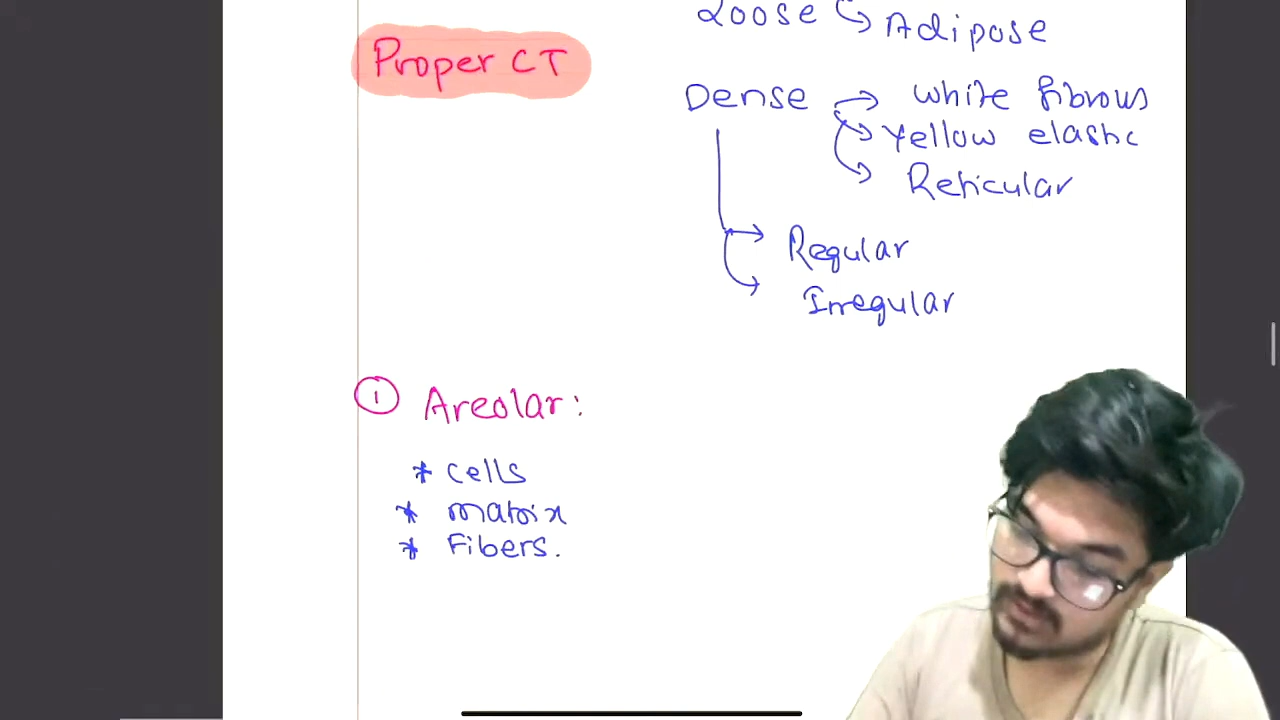 Loose ↪ Adipose
Proper CT
Dense → White fibrous
→ Yellow elastic
→ Reticular
→ Regular
→ Irregular
① Areolar:
* cells
* matrix
* Fibers.